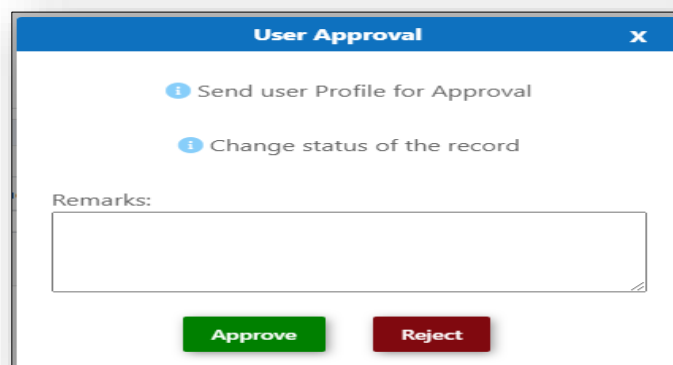 User Approval x
Send user Profile for Approval
Change status of the record
Remarks:
Approve Reject